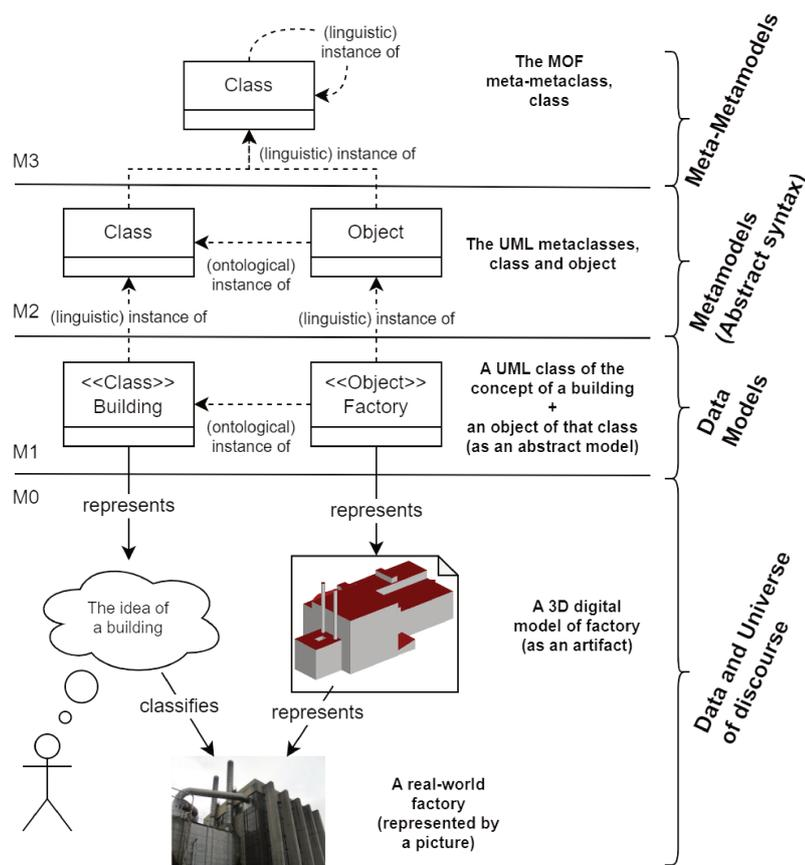 (linguistic)
instance of
Class
The MOF
meta-metaclass,
class
Meta-Metamodels
(linguistic) instance of
M3
Class
Object
(ontological)
instance of
The UML metaclasses,
class and object
Metamodels
(Abstract syntax)
M2
(linguistic) instance of
(linguistic) instance of
<<Class>>
Building
<<Object>>
Factory
(ontological)
instance of
A UML class of the
concept of a building
+
an object of that class
(as an abstract model)
Data
Models
M1
M0
represents
represents
The idea of
a building
A 3D digital
model of factory
(as an artifact)
Data and Universe
of discourse
classifies
represents
A real-world
factory
(represented by
a picture)